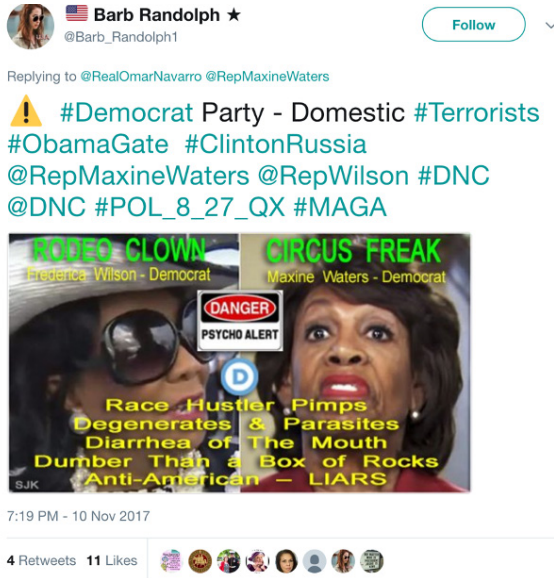 Barb Randolph ★
@Barb_Randolph1
Follow
Replying to @RealOmarNavarro @RepMaxineWaters
#Democrat Party - Domestic #Terrorists
#ObamaGate #ClintonRussia
@RepMaxineWaters @RepWilson #DNC
@DNC #POL_8_27_QX #MAGA
RODEO CLOWN
Frederica Wilson - Democrat
CIRCUS FREAK
Maxine Waters - Democrat
DANGER
PSYCHO ALERT
D
Race Hustler Pimps
Degenerates & Parasites
Diarrhea of The Mouth
Dumber Than a Box of Rocks
Anti-American — LIARS
SJK
7:19 PM - 10 Nov 2017
4 Retweets 11 Likes